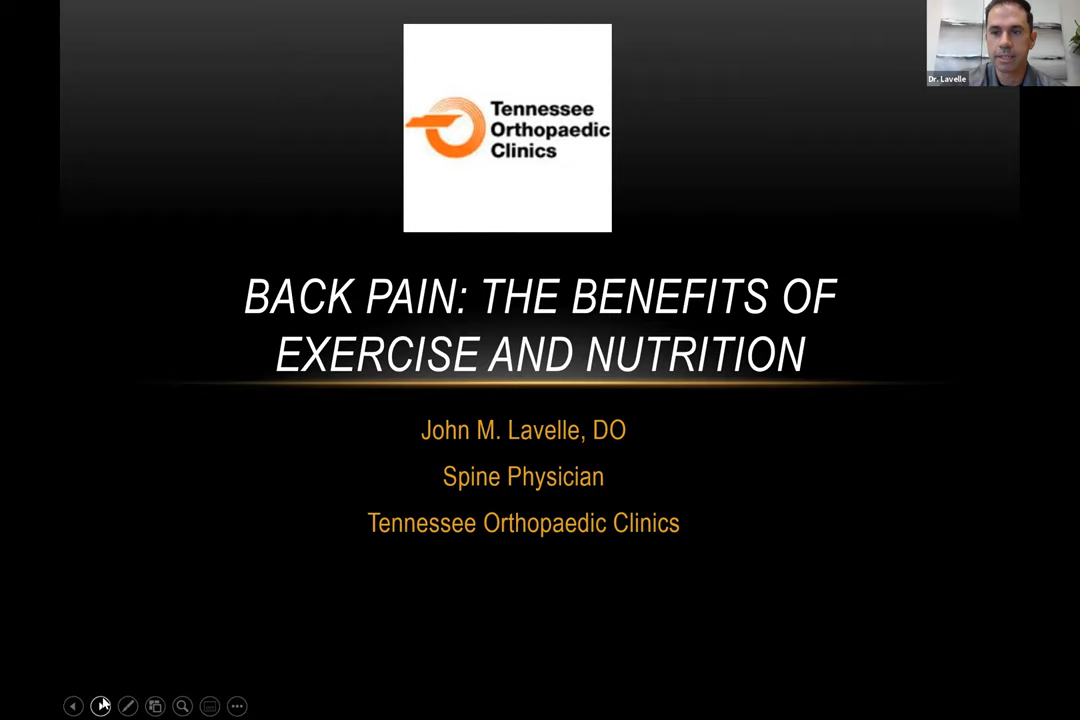 Dr. Lavelle
Tennessee
Orthopaedic
Clinics
BACK PAIN: THE BENEFITS OF
EXERCISE AND NUTRITION
John M. Lavelle, DO
Spine Physician
Tennessee Orthopaedic Clinics